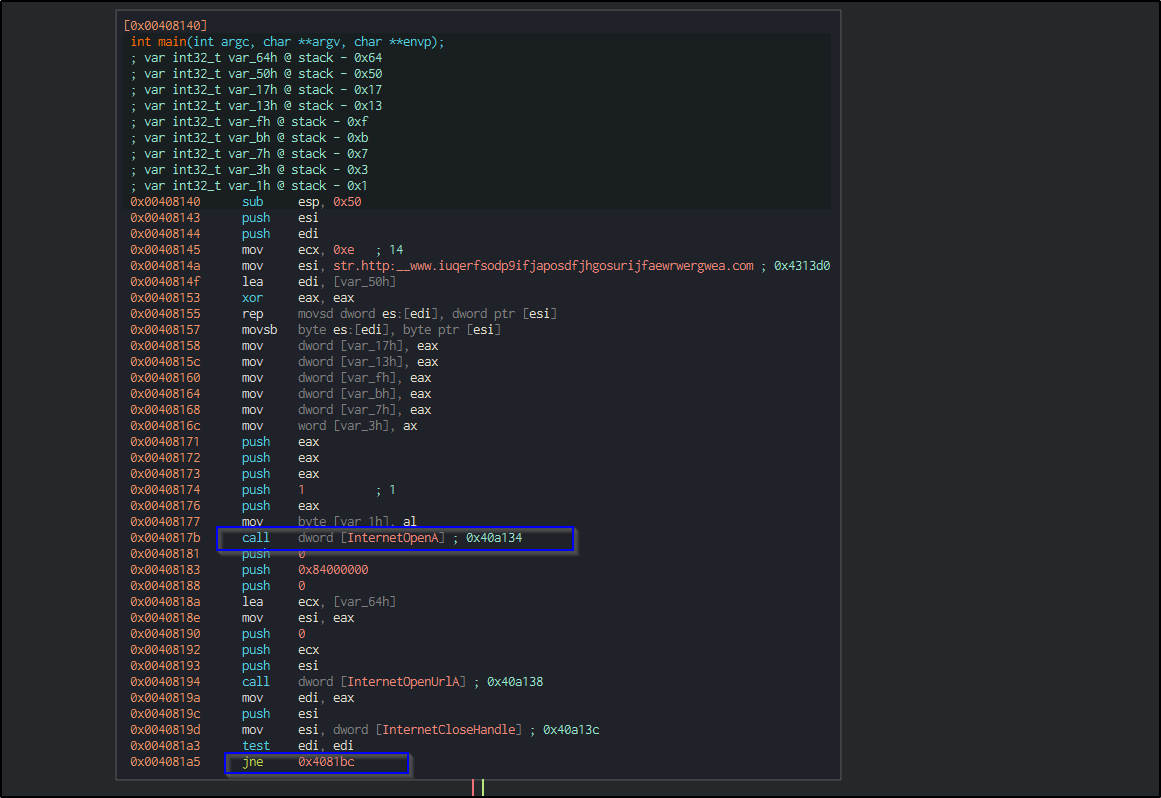 [0x00408140]
int main(int argc, char **argv, char **envp);
; var int32_t var_64h @ stack - 0x64
; var int32_t var_50h @ stack - 0x50
; var int32_t var_17h @ stack - 0x17
; var int32_t var_13h @ stack - 0x13
; var int32_t var_fh @ stack - 0xf
; var int32_t var_bh @ stack - 0xb
; var int32_t var_7h @ stack - 0x7
; var int32_t var_3h @ stack - 0x3
; var int32_t var_1h @ stack - 0x1
0x00408140 sub esp, 0x50
0x00408143 push esi
0x00408144 push edi
0x00408145 mov ecx, 0xe ; 14
0x0040814a mov esi, str.http:__www.iuqerfsodp9ifjaposdfjhgosurijfaewrwergwea.com ; 0x4313d0
0x0040814f lea edi, [var_50h]
0x00408153 xor eax, eax
0x00408155 rep movsd dword es:[edi], dword ptr [esi]
0x00408157 movsb byte es:[edi], byte ptr [esi]
0x00408158 mov dword [var_17h], eax
0x0040815c mov dword [var_13h], eax
0x00408160 mov dword [var_fh], eax
0x00408164 mov dword [var_bh], eax
0x00408168 mov dword [var_7h], eax
0x0040816c mov word [var_3h], ax
0x00408171 push eax
0x00408172 push eax
0x00408173 push eax
0x00408174 push 1 ; 1
0x00408176 push eax
0x00408177 mov byte [var_1h], al
0x0040817b call dword [InternetOpenA] ; 0x40a134
0x00408181 push 0
0x00408183 push 0x84000000
0x00408188 push 0
0x0040818a lea ecx, [var_64h]
0x0040818e mov esi, eax
0x00408190 push 0
0x00408192 push ecx
0x00408193 push esi
0x00408194 call dword [InternetOpenUrlA] ; 0x40a138
0x0040819a mov edi, eax
0x0040819c push esi
0x0040819d mov esi, dword [InternetCloseHandle] ; 0x40a13c
0x004081a3 test edi, edi
0x004081a5 jne 0x4081bc